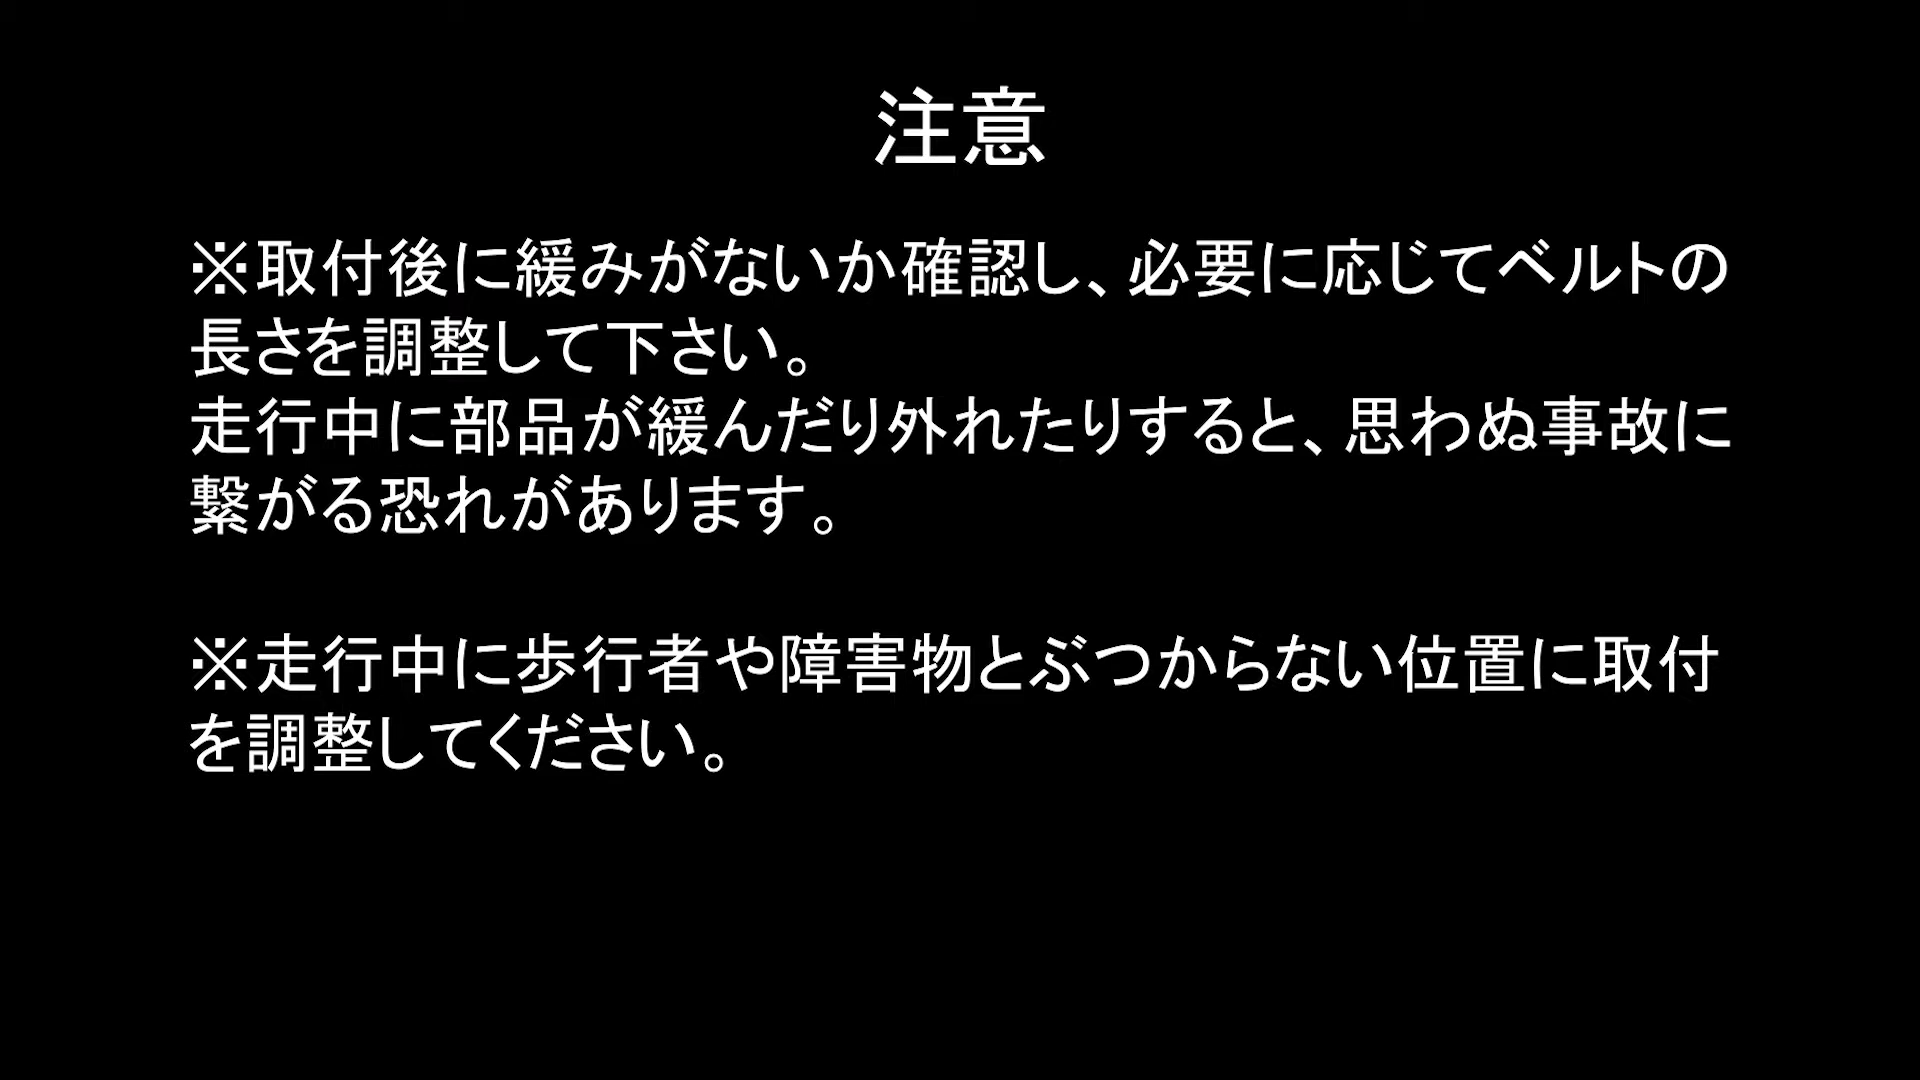 注意
※取付後に緩みがないか確認し、必要に応じてベルトの
長さを調整して下さい。
走行中に部品が緩んだり外れたりすると、思わぬ事故に
繋がる恐れがあります。
※走行中に歩行者や障害物とぶつからない位置に取付
を調整してください。